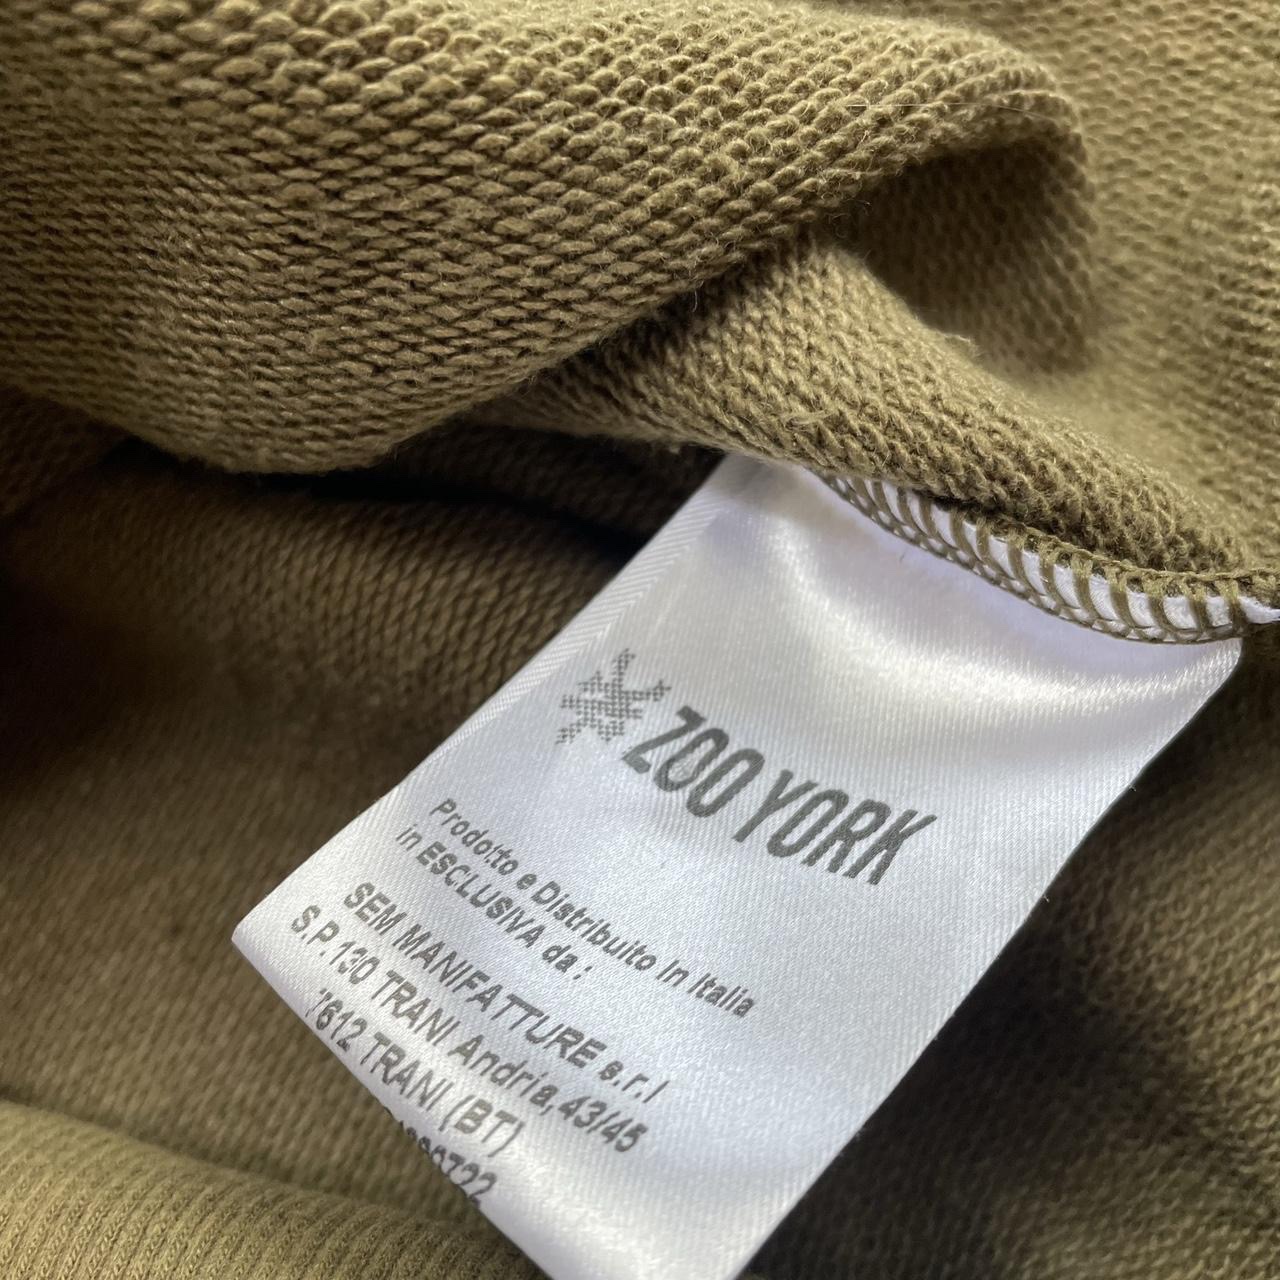 ZOO YORK
Prodotto e Distribuito in Italia
in ESCLUSIVA da :
SEM MANIFATTURE s.r.l
S.P.130 TRANI Andria,43/45
7612 TRANI (BT)